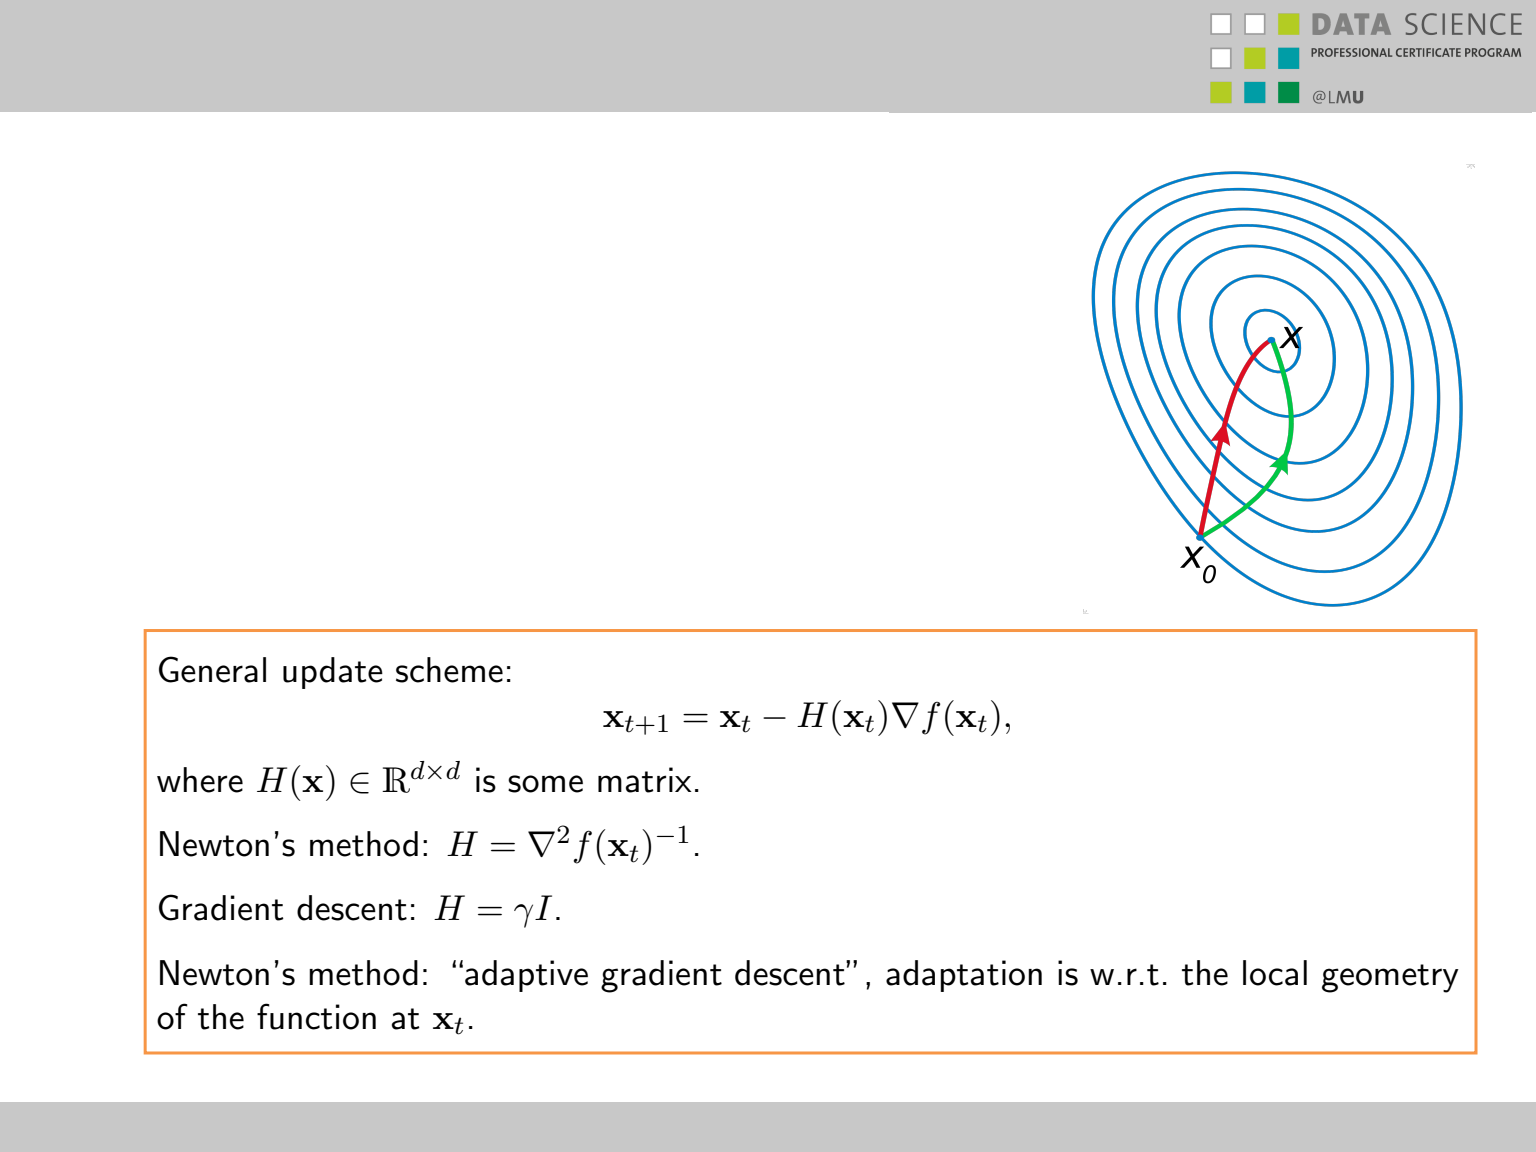 DATA SCIENCE
PROFESSIONAL CERTIFICATE PROGRAM
@LMU
x
x₀
General update scheme:
𝐱ₜ₊₁ = 𝐱ₜ − H(𝐱ₜ)∇f(𝐱ₜ),
where H(𝐱) ∈ ℝᵈˣᵈ is some matrix.
Newton's method: H = ∇²f(𝐱ₜ)⁻¹.
Gradient descent: H = γI.
Newton's method: “adaptive gradient descent”, adaptation is w.r.t. the local geometry
of the function at 𝐱ₜ.